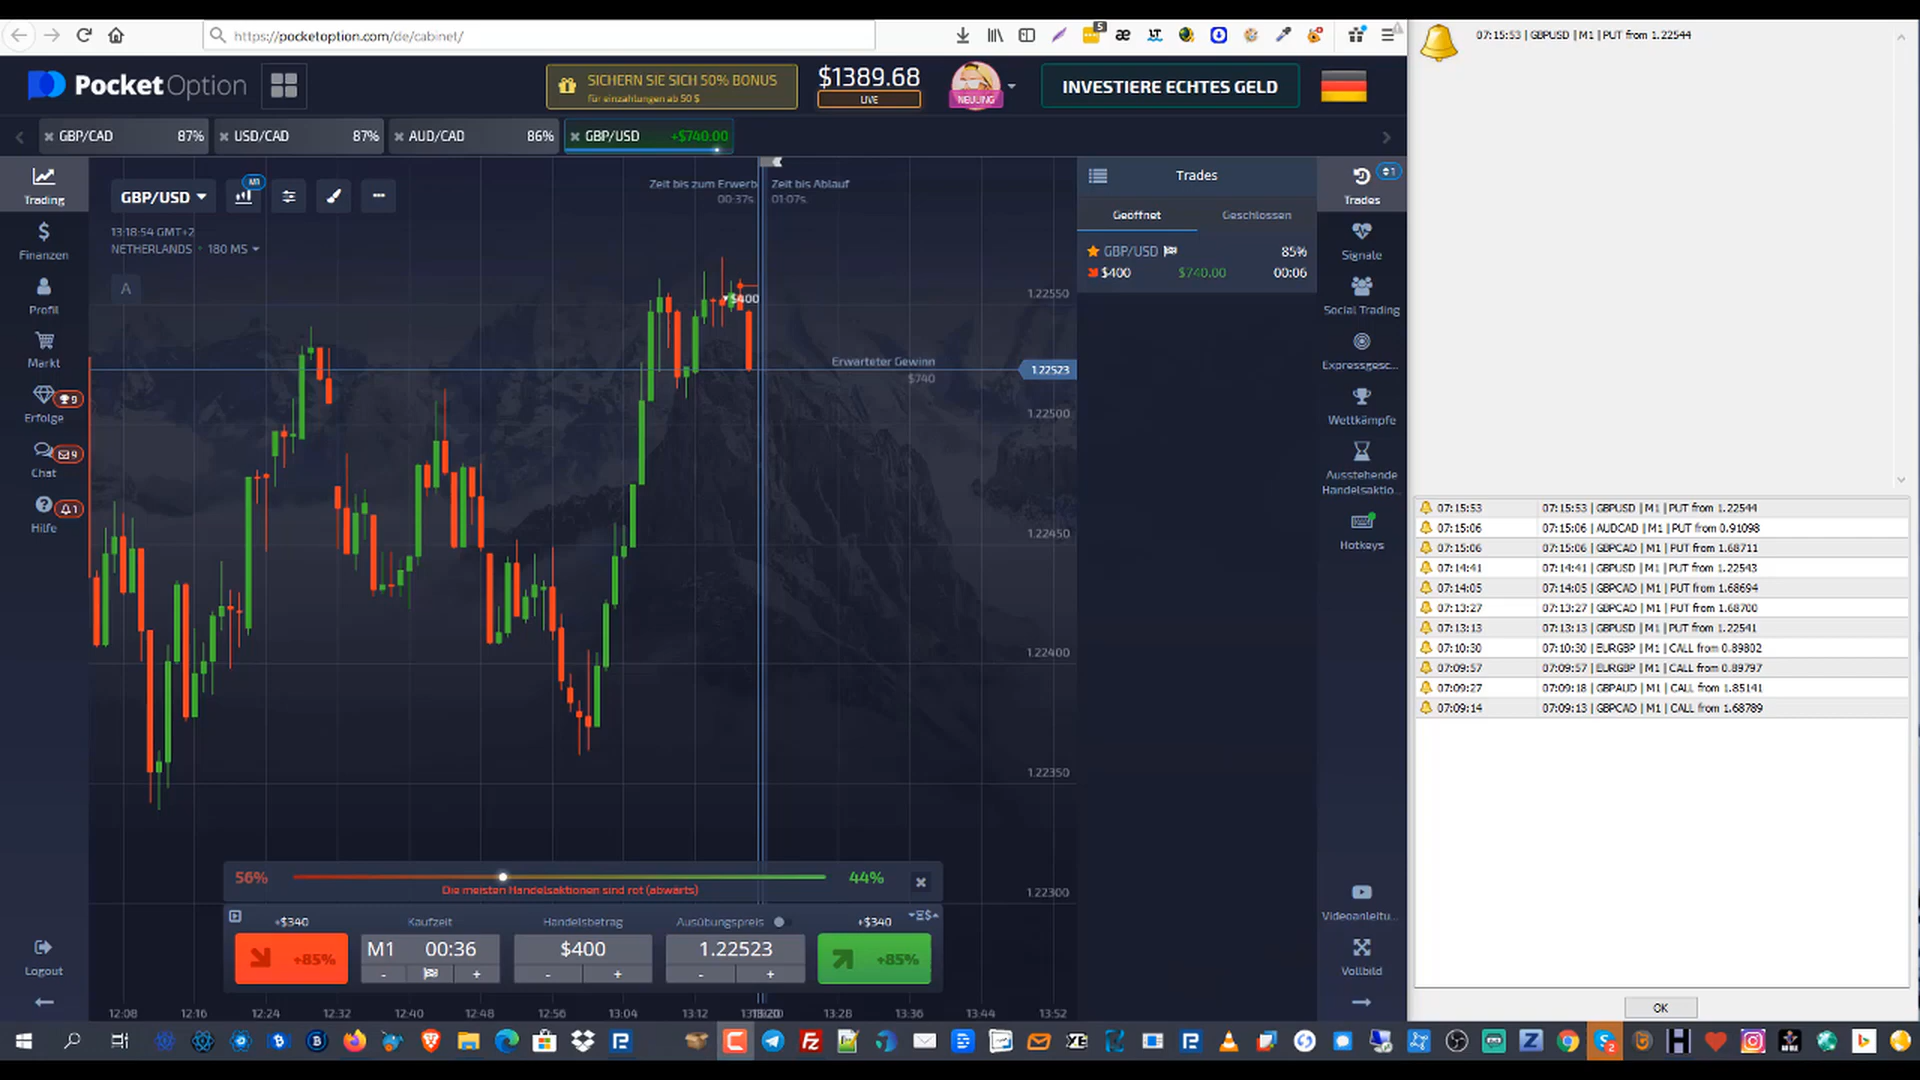 https://pocketoption.com/de/cabinet/
5
æ
Pocket Option
SICHERN SIE SICH 50% BONUS
für einzahlungen ab 50 $
$1389.68
LIVE
NEULING
INVESTIERE ECHTES GELD
GBP/CAD 87%
USD/CAD 87%
AUD/CAD 86%
GBP/USD +$740.00
Trading
Finanzen
Profil
Markt
Erfolge
9
Chat
9
Hilfe
1
Logout
GBP/USD
M1
13:18:54 GMT+2
NETHERLANDS • 180 MS
A
Zeit bis zum Erwerb
00:37s
Zeit bis Ablauf
01:07s
$400
Erwarteter Gewinn
$740
1.22550
1.22523
1.22500
1.22450
1.22400
1.22350
1.22300
56%
44%
Die meisten Handelsaktionen sind rot (abwärts)
+$340
Kaufzeit
Handelsbetrag
Ausübungspreis
+$340
+85%
M1 00:36
$400
1.22523
+85%
- +
- +
- +
12:08 12:16 12:24 12:32 12:40 12:48 12:56 13:04 13:12 13:28 13:36 13:44 13:52
Trades
Geöffnet
Geschlossen
GBP/USD 85%
$400 $740.00 00:06
1
Trades
Signale
Social Trading
Expressgesc...
Wettkämpfe
Ausstehende
Handelsaktio...
Hotkeys
Videoanleitu...
Vollbild
07:15:53 | GBPUSD | M1 | PUT from 1.22544
07:15:53 07:15:53 | GBPUSD | M1 | PUT from 1.22544
07:15:06 07:15:06 | AUDCAD | M1 | PUT from 0.91098
07:15:06 07:15:06 | GBPCAD | M1 | PUT from 1.68711
07:14:41 07:14:41 | GBPUSD | M1 | PUT from 1.22543
07:14:05 07:14:05 | GBPCAD | M1 | PUT from 1.68694
07:13:27 07:13:27 | GBPCAD | M1 | PUT from 1.68700
07:13:13 07:13:13 | GBPUSD | M1 | PUT from 1.22541
07:10:30 07:10:30 | EURGBP | M1 | CALL from 0.89802
07:09:57 07:09:57 | EURGBP | M1 | CALL from 0.89797
07:09:27 07:09:18 | GBPAUD | M1 | CALL from 1.85141
07:09:14 07:09:13 | GBPCAD | M1 | CALL from 1.68789
OK